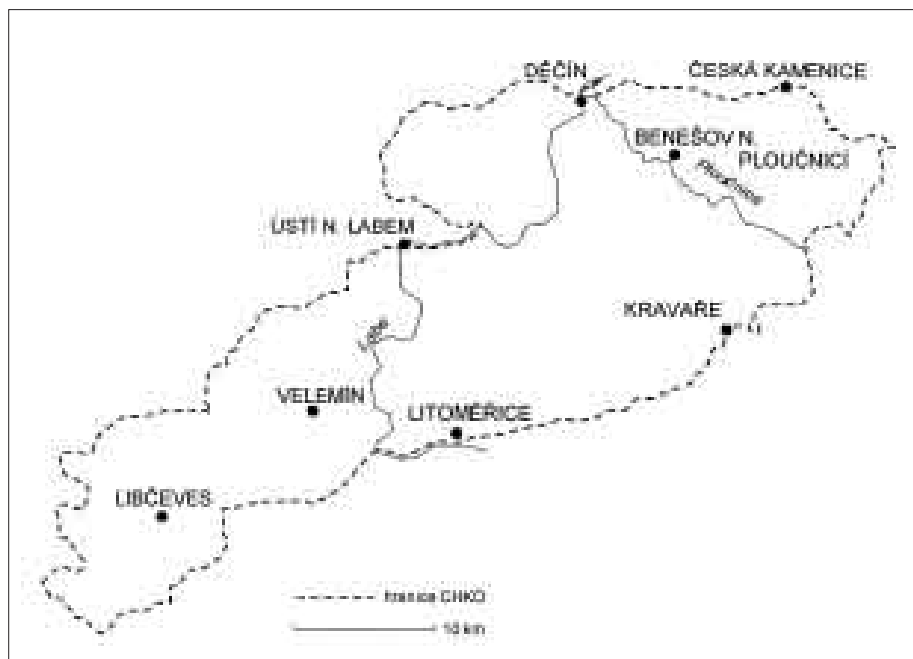 DĚČÍN
ČESKÁ KAMENICE
BENEŠOV N.
PLOUČNICÍ
ÚSTÍ N. LABEM
KRAVAŘE
VELEMÍN
LITOMĚŘICE
LIBČEVES
hranice CHKO
10 km